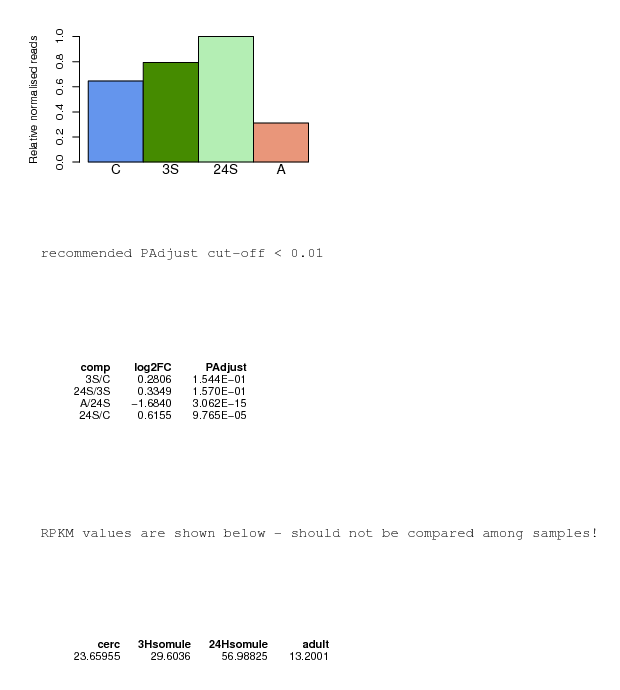 Relative normalised reads
1.0
0.8
0.6
0.4
0.2
0.0
C 3S 24S A
recommended PAdjust cut-off < 0.01
comp log2FC PAdjust
3S/C 0.2806 1.544E−01
24S/3S 0.3349 1.570E−01
A/24S −1.6840 3.062E−15
24S/C 0.6155 9.765E−05
RPKM values are shown below - should not be compared among samples!
cerc 3Hsomule 24Hsomule adult
23.65955 29.6036 56.98825 13.2001